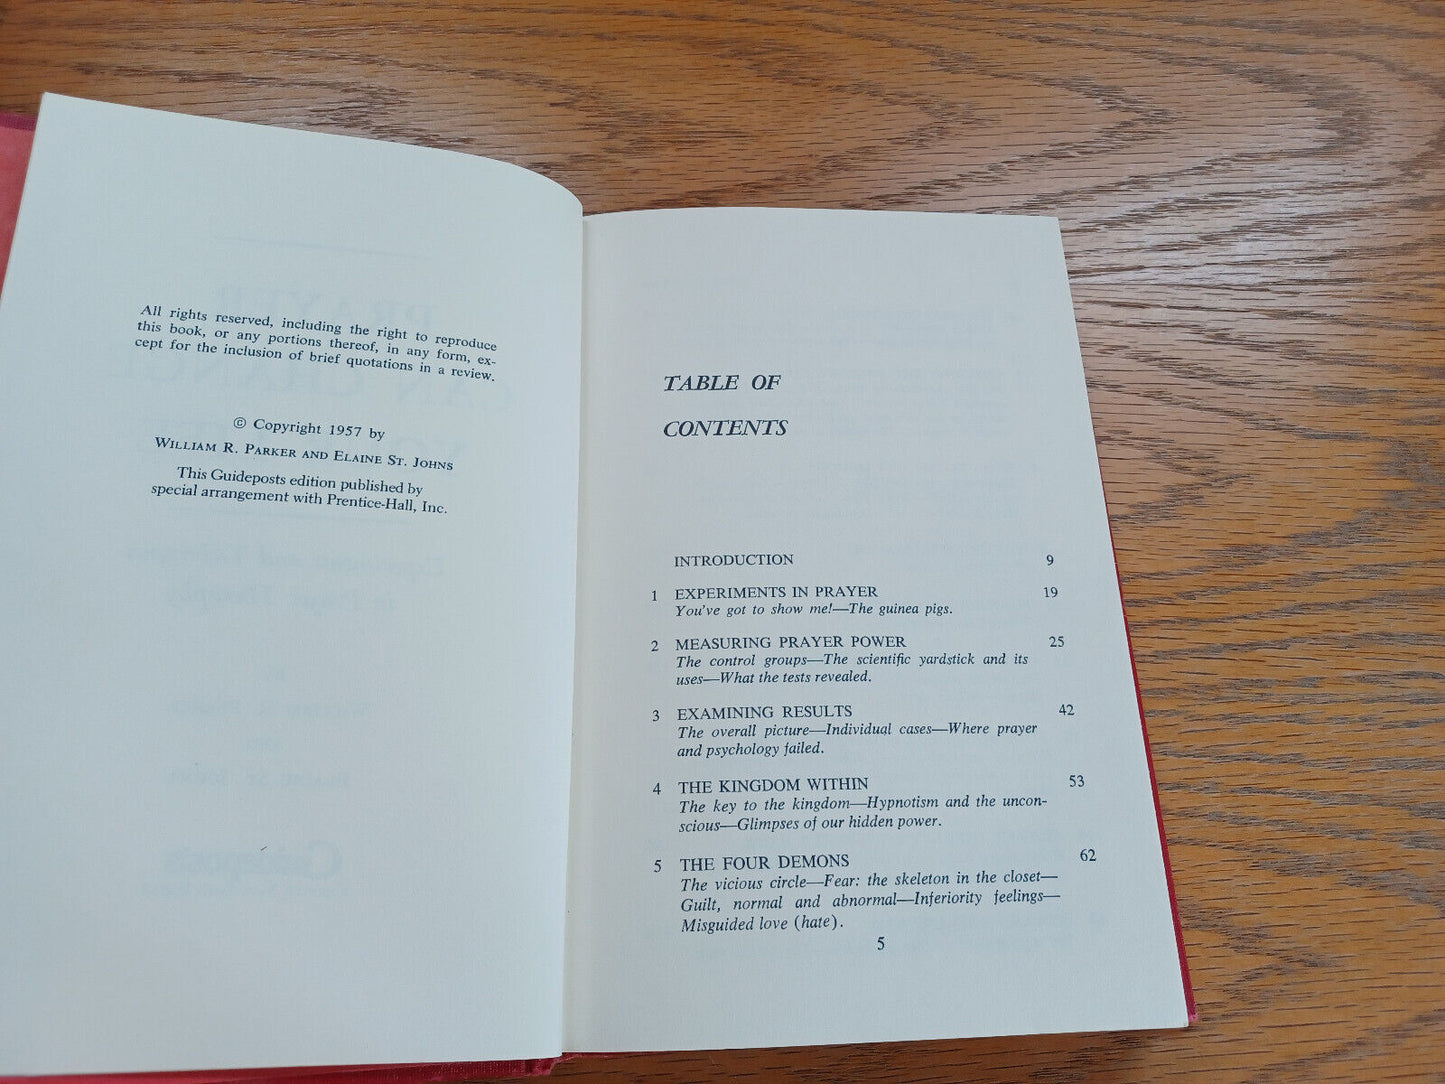 All rights reserved, including the right to reproduce
this book, or any portions thereof, in any form, ex-
cept for the inclusion of brief quotations in a review.
© Copyright 1957 by
WILLIAM R. PARKER AND ELAINE ST. JOHNS
This Guideposts edition published by
special arrangement with Prentice-Hall, Inc.
TABLE OF
CONTENTS
INTRODUCTION 9
1 EXPERIMENTS IN PRAYER 19
You've got to show me!—The guinea pigs.
2 MEASURING PRAYER POWER 25
The control groups—The scientific yardstick and its
uses—What the tests revealed.
3 EXAMINING RESULTS 42
The overall picture—Individual cases—Where prayer
and psychology failed.
4 THE KINGDOM WITHIN 53
The key to the kingdom—Hypnotism and the uncon-
scious—Glimpses of our hidden power.
5 THE FOUR DEMONS 62
The vicious circle—Fear: the skeleton in the closet—
Guilt, normal and abnormal—Inferiority feelings—
Misguided love (hate).
5